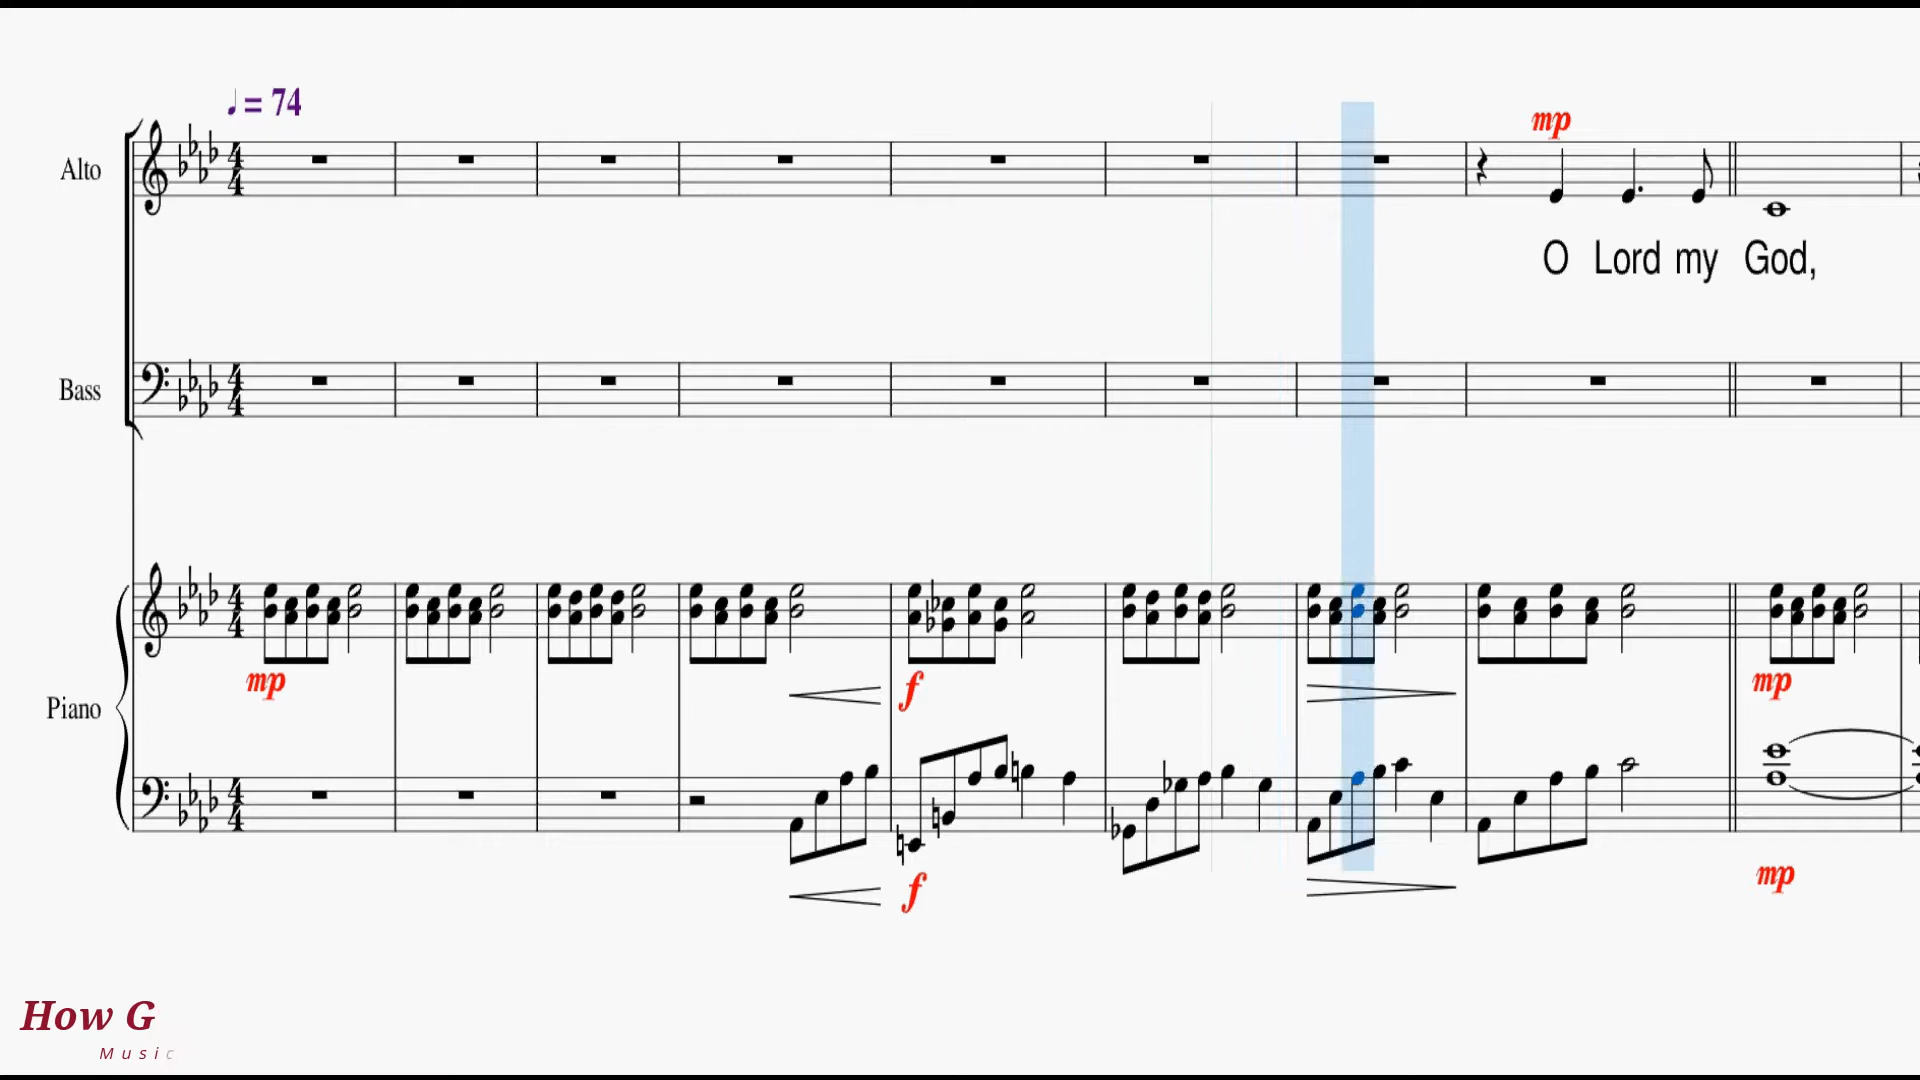 ♩= 74
mp
Alto
O Lord my God,
Bass
mp
f
mp
Piano
f
mp
How G
Music